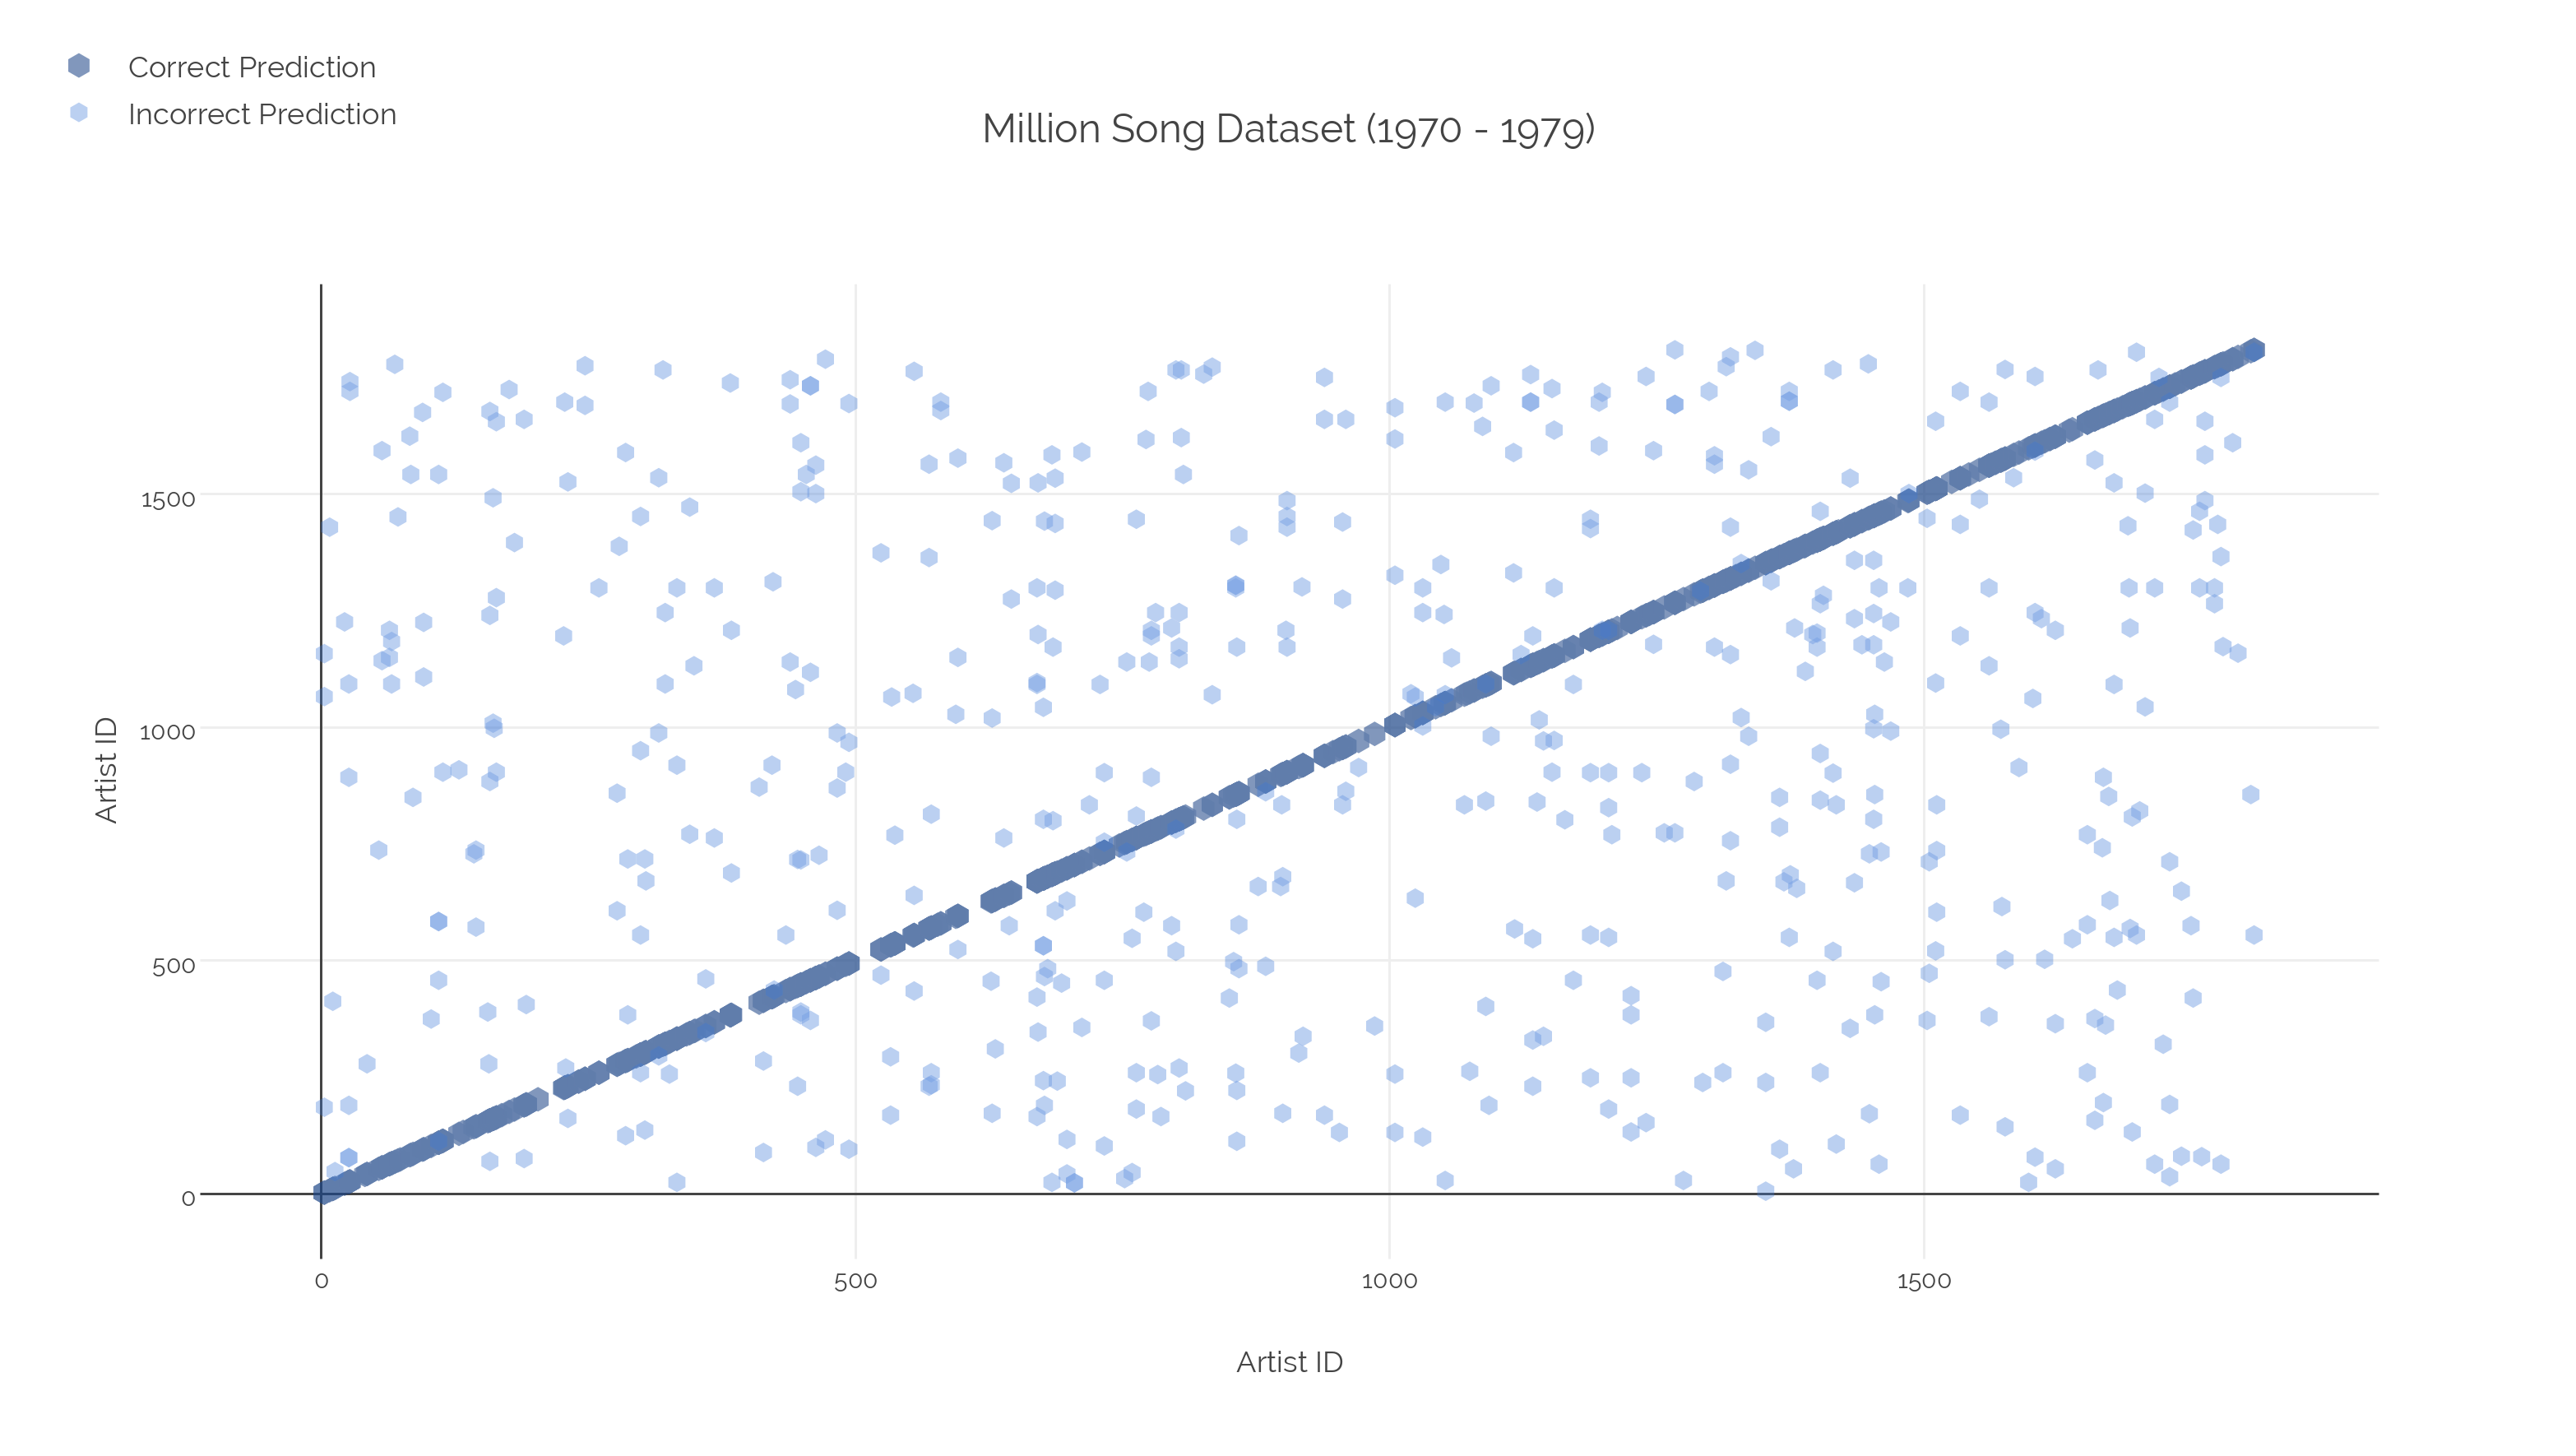 Correct Prediction
Incorrect Prediction
Million Song Dataset (1970 - 1979)
Artist ID
1500
1000
500
0
0
500
1000
1500
Artist ID